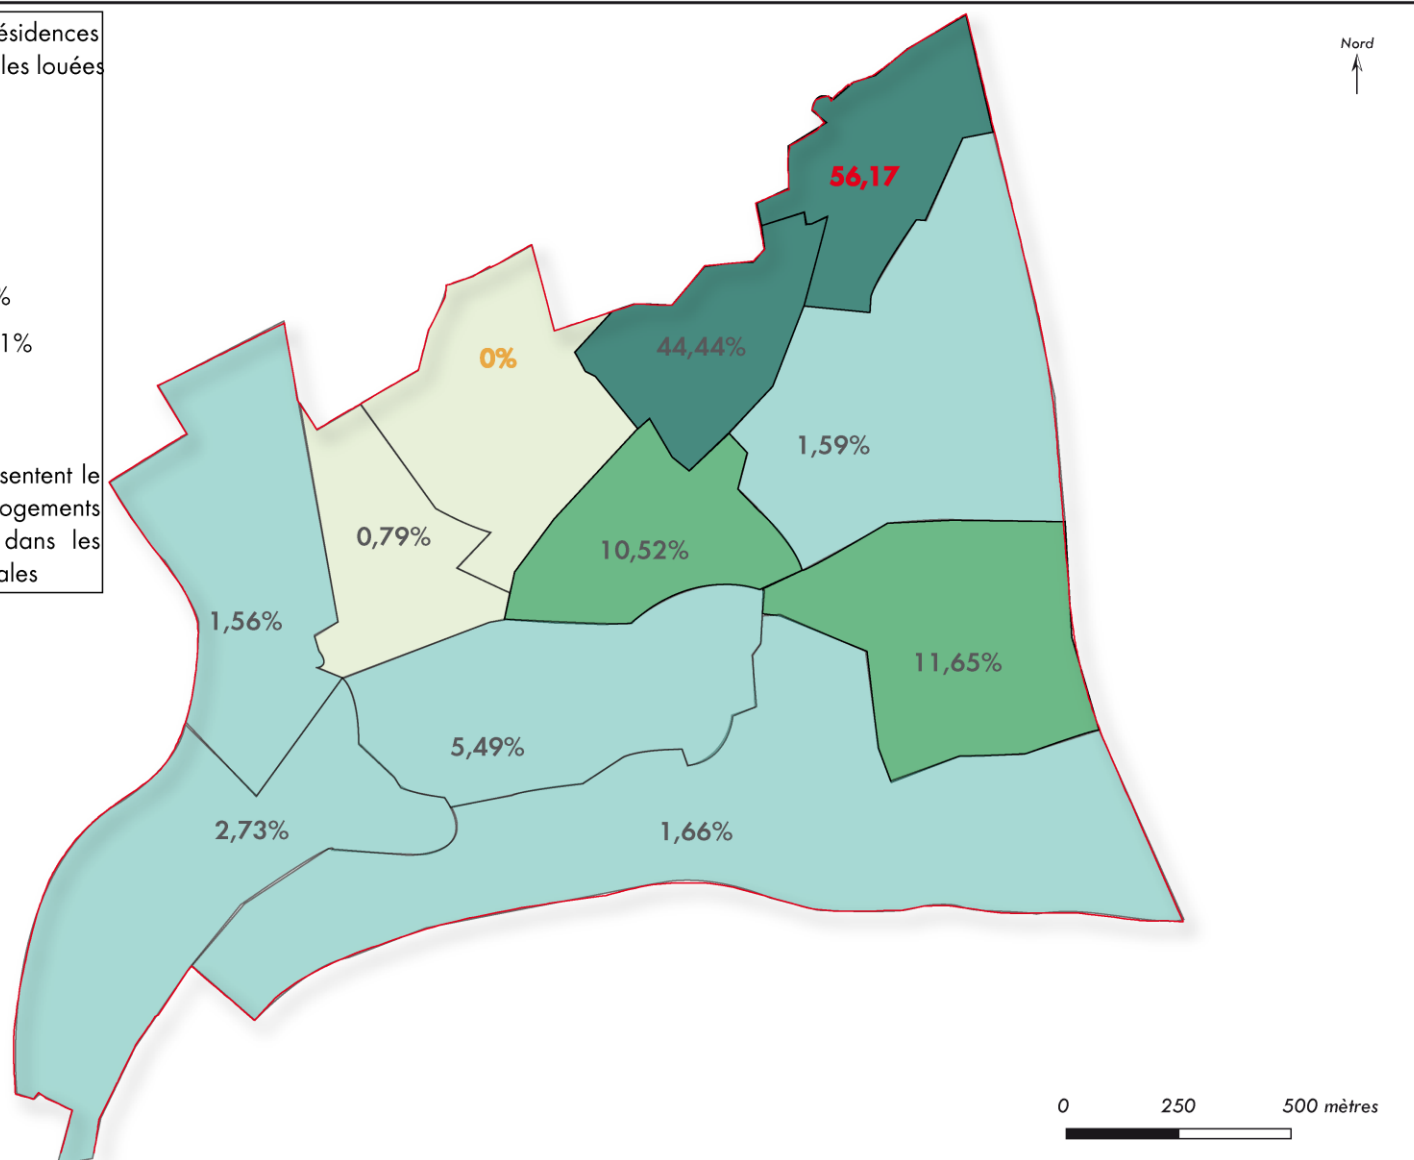 ésidences
les louées
%
1%
sentent le
ogements
dans les
ales
Nord
56,17
44,44%
0%
1,59%
0,79%
10,52%
1,56%
11,65%
5,49%
2,73%
1,66%
0 250 500 mètres